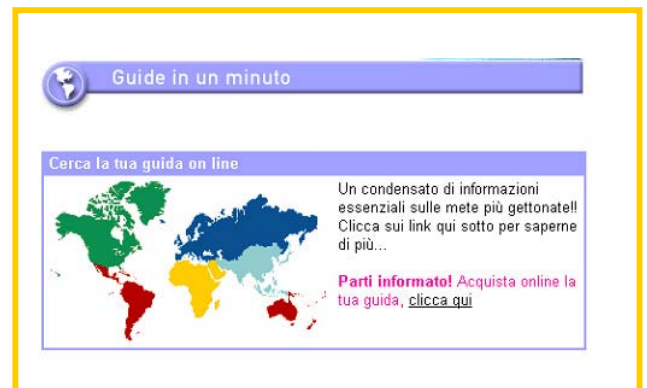 Guide in un minuto
Cerca la tua guida on line
Un condensato di informazioni
essenziali sulle mete più gettonate!!
Clicca sui link qui sotto per saperne
di più...
Parti informato! Acquista online la
tua guida, clicca qui